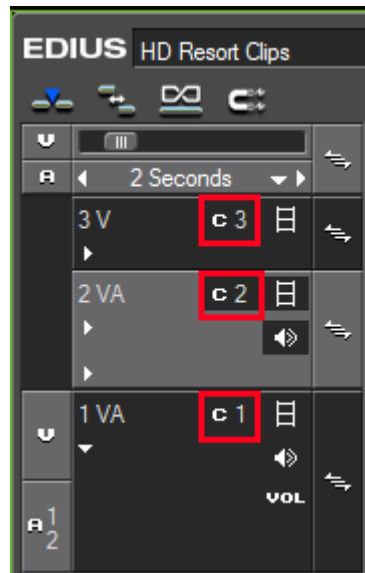 EDIUS HD Resort Clips
V
A 2 Seconds
3 V C 3
2 VA C 2
1 VA C 1
V
VOL
A 1
2